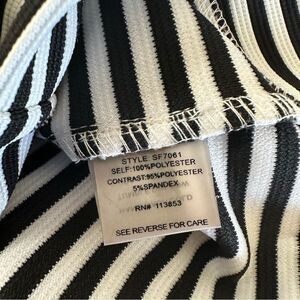 STYLE: SF7061
SELF:100%POLYESTER
CONTRAST:95%POLYESTER
5%SPANDEX
RN# 113853
SEE REVERSE FOR CARE